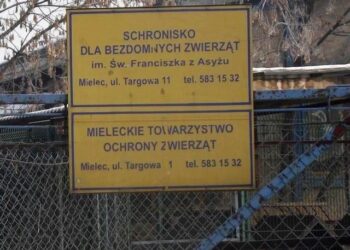 SCHRONISKO
DLA BEZDOMNYCH ZWIERZĄT
im. Św. Franciszka z Asyżu
Mielec, ul. Targowa 11 tel. 583 15 32
MIELECKIE TOWARZYSTWO
OCHRONY ZWIERZĄT
Mielec, ul. Targowa 1 tel. 583 15 32